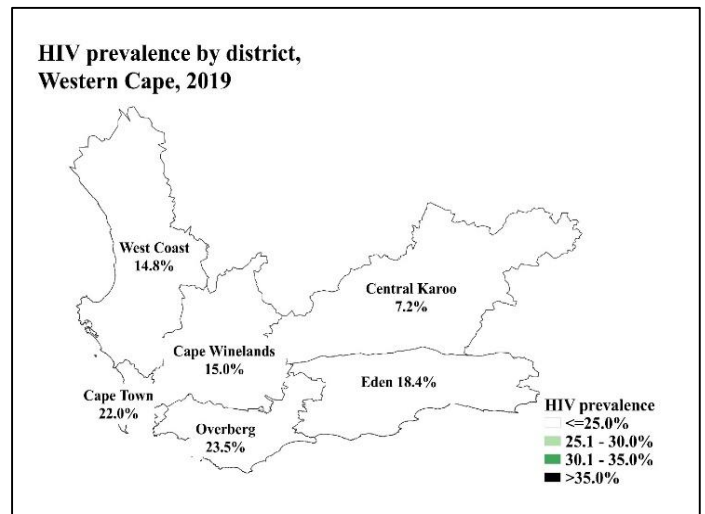 HIV prevalence by district,
Western Cape, 2019
West Coast
14.8%
Central Karoo
7.2%
Cape Winelands
15.0%
Eden 18.4%
Cape Town
22.0%
Overberg
23.5%
HIV prevalence
<=25.0%
25.1 - 30.0%
30.1 - 35.0%
>35.0%